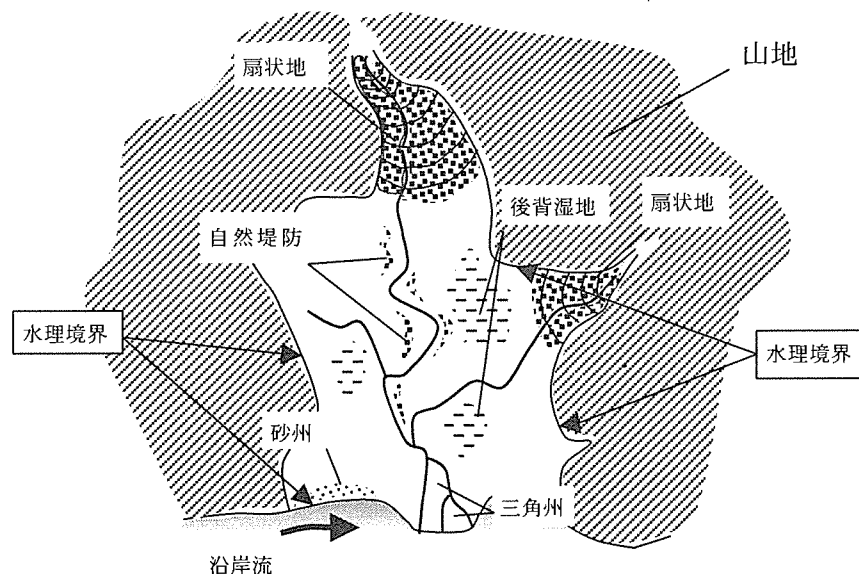 扇状地
山地
後背湿地
扇状地
自然堤防
水理境界
水理境界
砂州
三角州
沿岸流